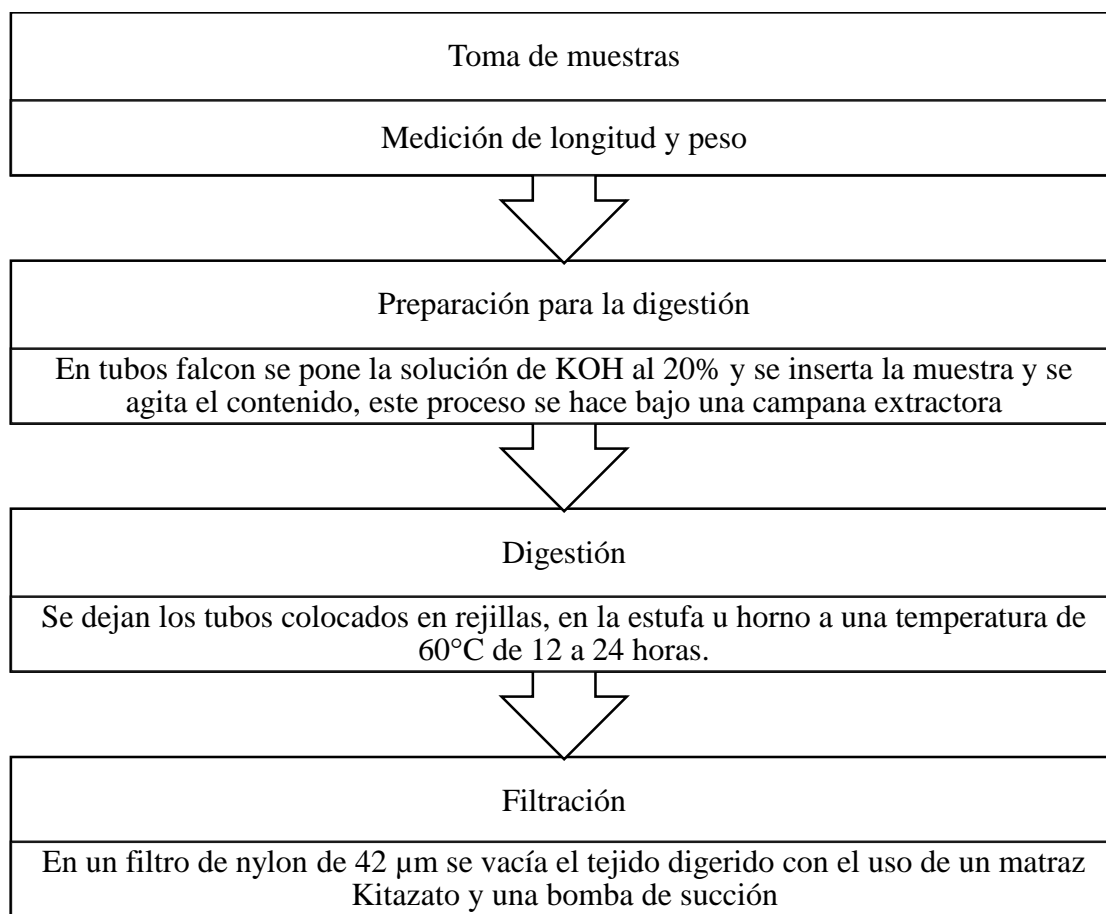 Toma de muestras
Medición de longitud y peso
Preparación para la digestión
En tubos falcon se pone la solución de KOH al 20% y se inserta la muestra y se
agita el contenido, este proceso se hace bajo una campana extractora
Digestión
Se dejan los tubos colocados en rejillas, en la estufa u horno a una temperatura de
60°C de 12 a 24 horas.
Filtración
En un filtro de nylon de 42 µm se vacía el tejido digerido con el uso de un matraz
Kitazato y una bomba de succión